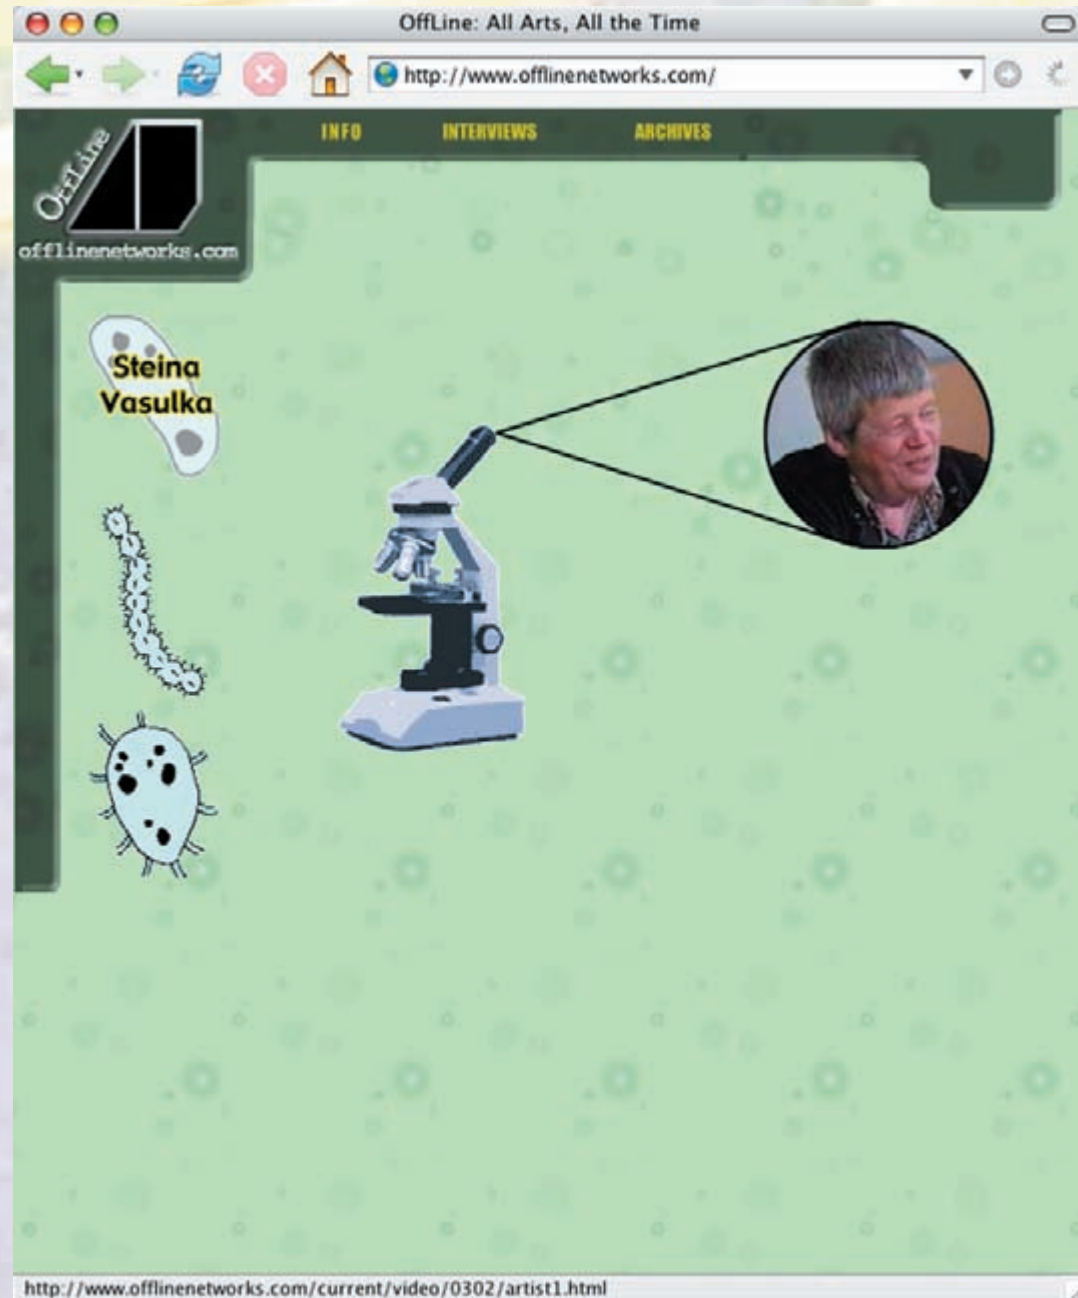 OffLine: All Arts, All the Time
http://www.offlinenetworks.com/
INFO INTERVIEWS ARCHIVES
OffLine
offlinenetworks.com
Steina
Vasulka
http://www.offlinenetworks.com/current/video/0302/artist1.html